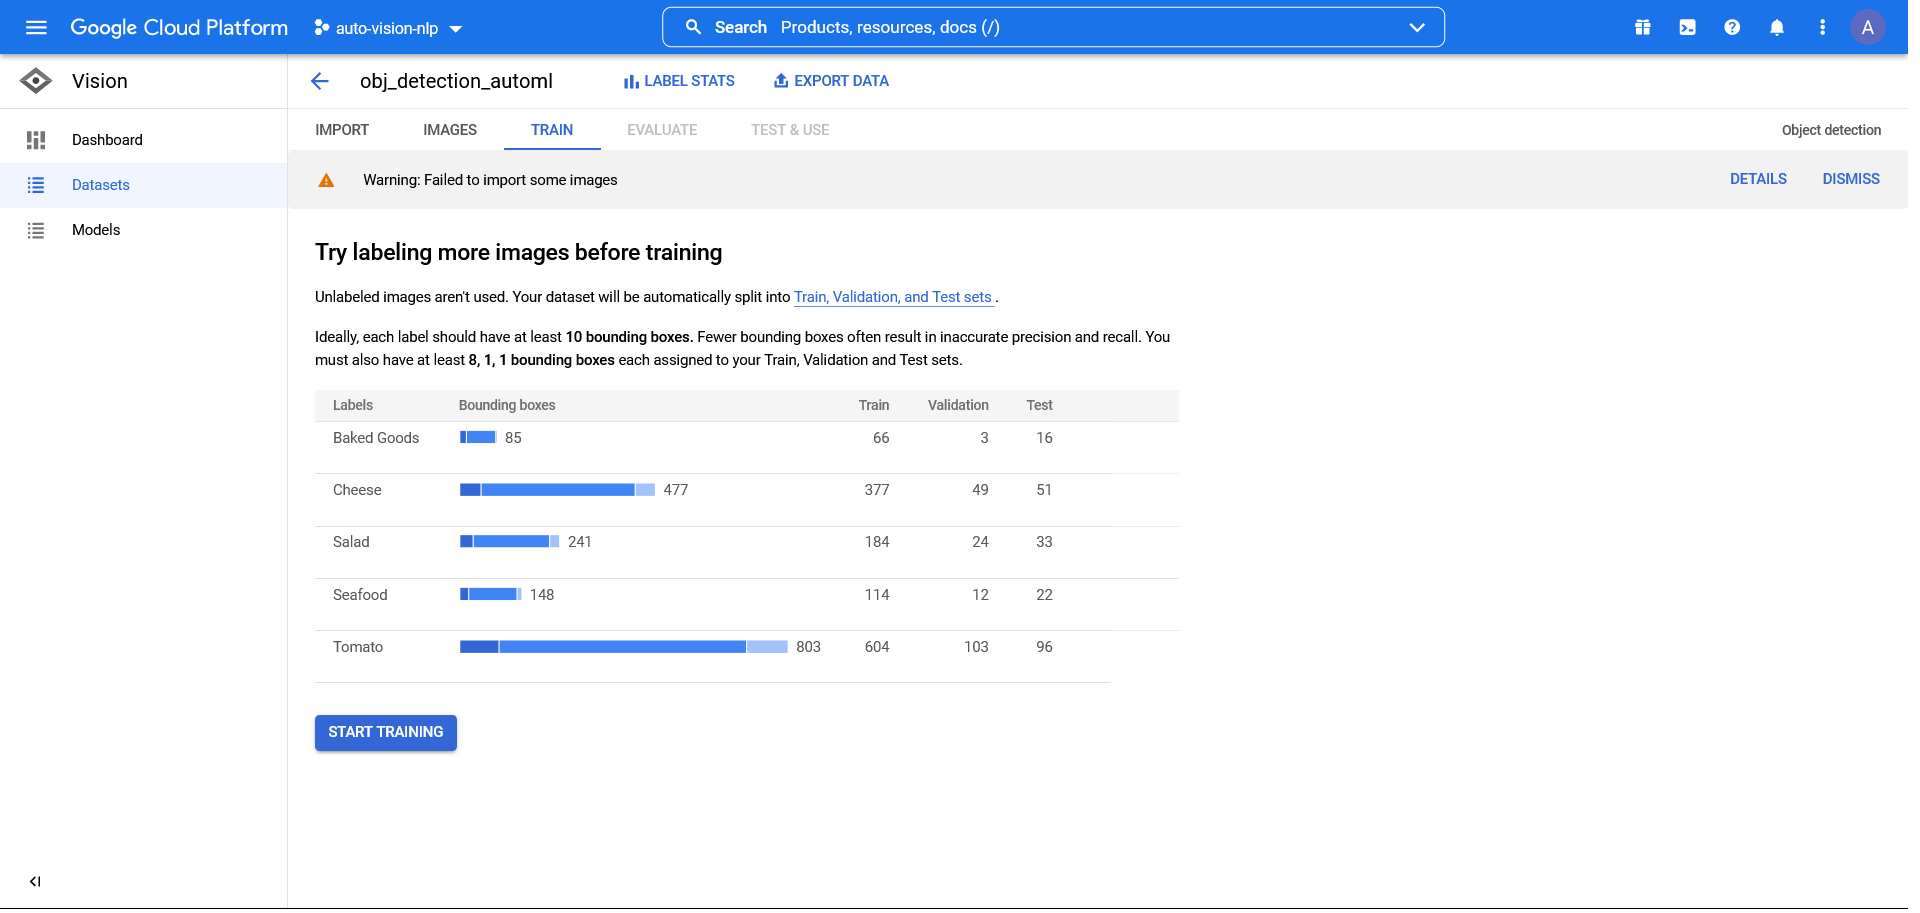 Google Cloud Platform
auto-vision-nlp
Search Products, resources, docs (/)
A
Vision
obj_detection_automl
LABEL STATS
EXPORT DATA
Dashboard
Datasets
Models
IMPORT
IMAGES
TRAIN
EVALUATE
TEST & USE
Object detection
Warning: Failed to import some images
DETAILS
DISMISS
Try labeling more images before training
Unlabeled images aren't used. Your dataset will be automatically split into Train, Validation, and Test sets .
Ideally, each label should have at least 10 bounding boxes. Fewer bounding boxes often result in inaccurate precision and recall. You
must also have at least 8, 1, 1 bounding boxes each assigned to your Train, Validation and Test sets.
Labels Bounding boxes Train Validation Test
Baked Goods 85 66 3 16
Cheese 477 377 49 51
Salad 241 184 24 33
Seafood 148 114 12 22
Tomato 803 604 103 96
START TRAINING